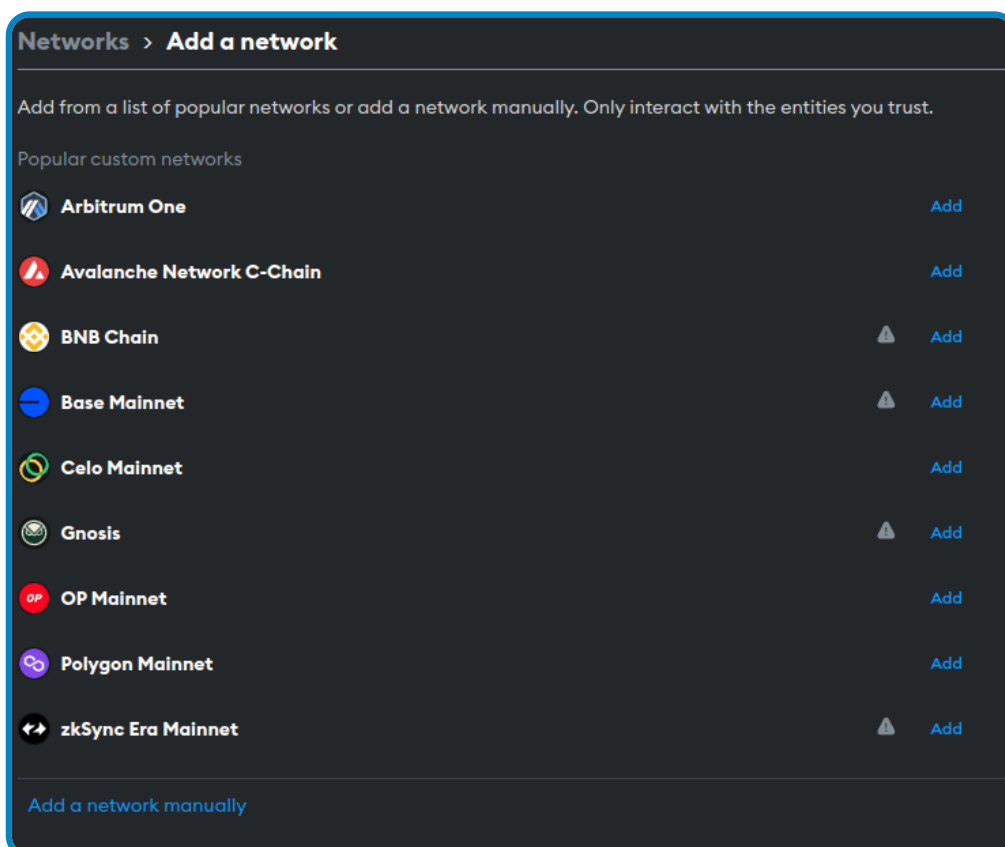 Networks > Add a network
Add from a list of popular networks or add a network manually. Only interact with the entities you trust.
Popular custom networks
Arbitrum One Add
Avalanche Network C-Chain Add
BNB Chain Add
Base Mainnet Add
Celo Mainnet Add
Gnosis Add
OP OP Mainnet Add
Polygon Mainnet Add
zkSync Era Mainnet Add
Add a network manually